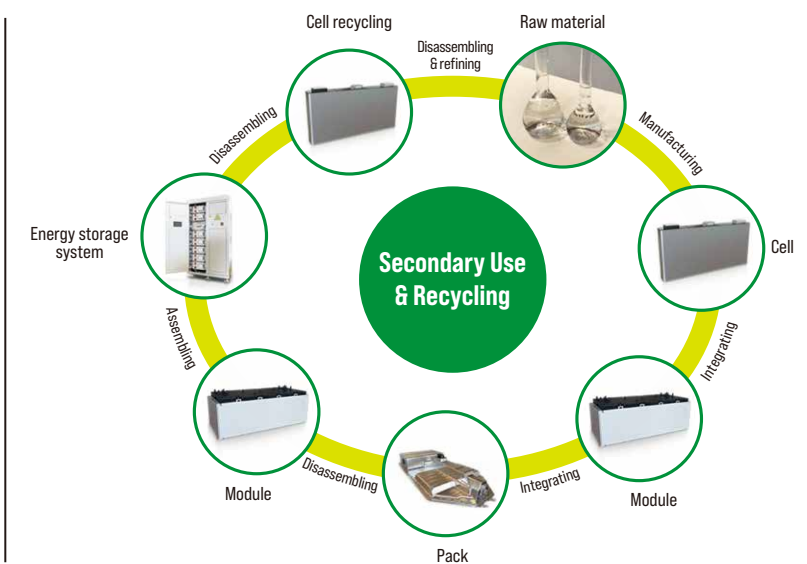 Cell recycling
Disassembling
& refining
Raw material
Manufacturing
Cell
Integrating
Module
Integrating
Pack
Disassembling
Module
Assembling
Energy storage
system
Disassembling
Secondary Use
& Recycling